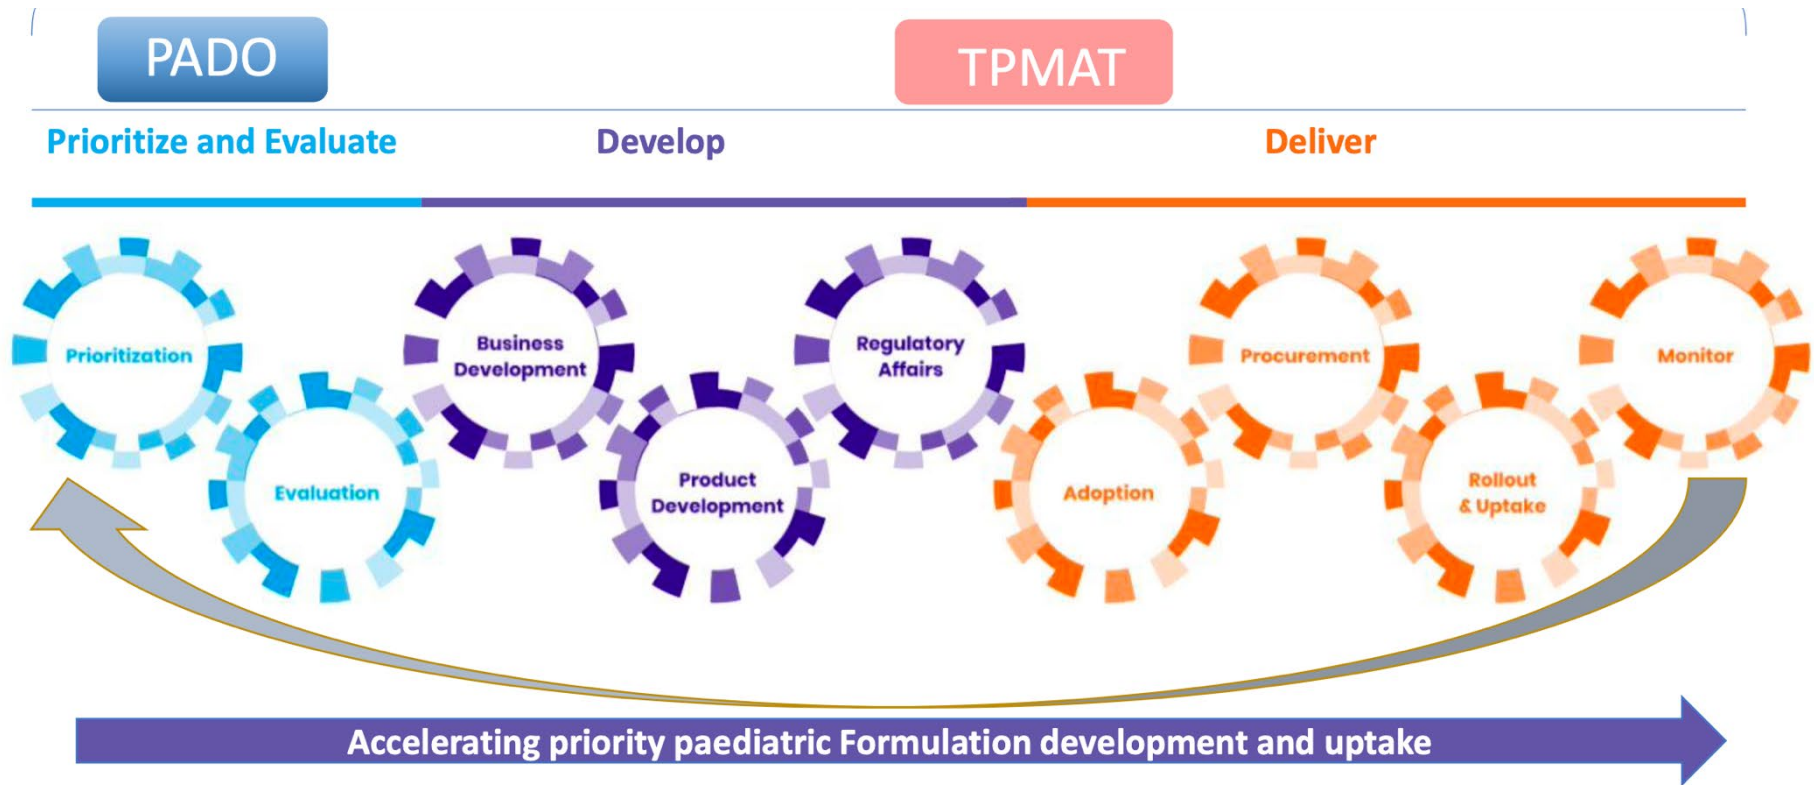 PADO
TPMAT
Prioritize and Evaluate
Develop
Deliver
Prioritization
Evaluation
Business
Development
Product
Development
Regulatory
Affairs
Adoption
Procurement
Rollout
& Uptake
Monitor
Accelerating priority paediatric Formulation development and uptake